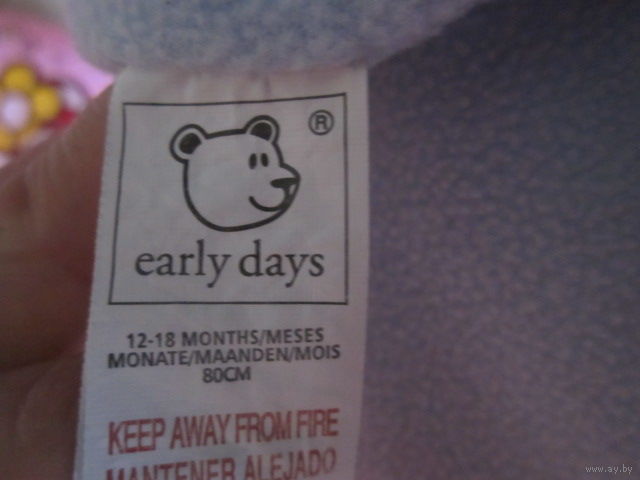 ®
early days
12-18 MONTHS/MESES
MONATE/MAANDEN/MOIS
80CM
KEEP AWAY FROM FIRE
MANTENER ALEJADO
www.ay.by